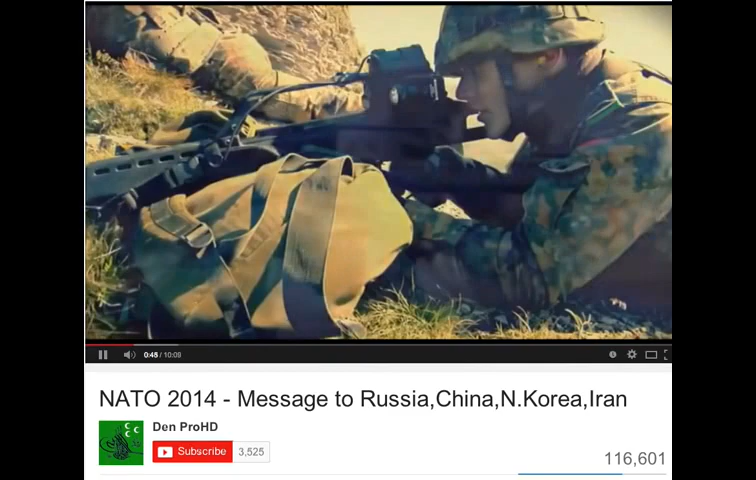 0:45 / 10:09
NATO 2014 - Message to Russia,China,N.Korea,Iran
Den ProHD
Subscribe 3,525
116,601